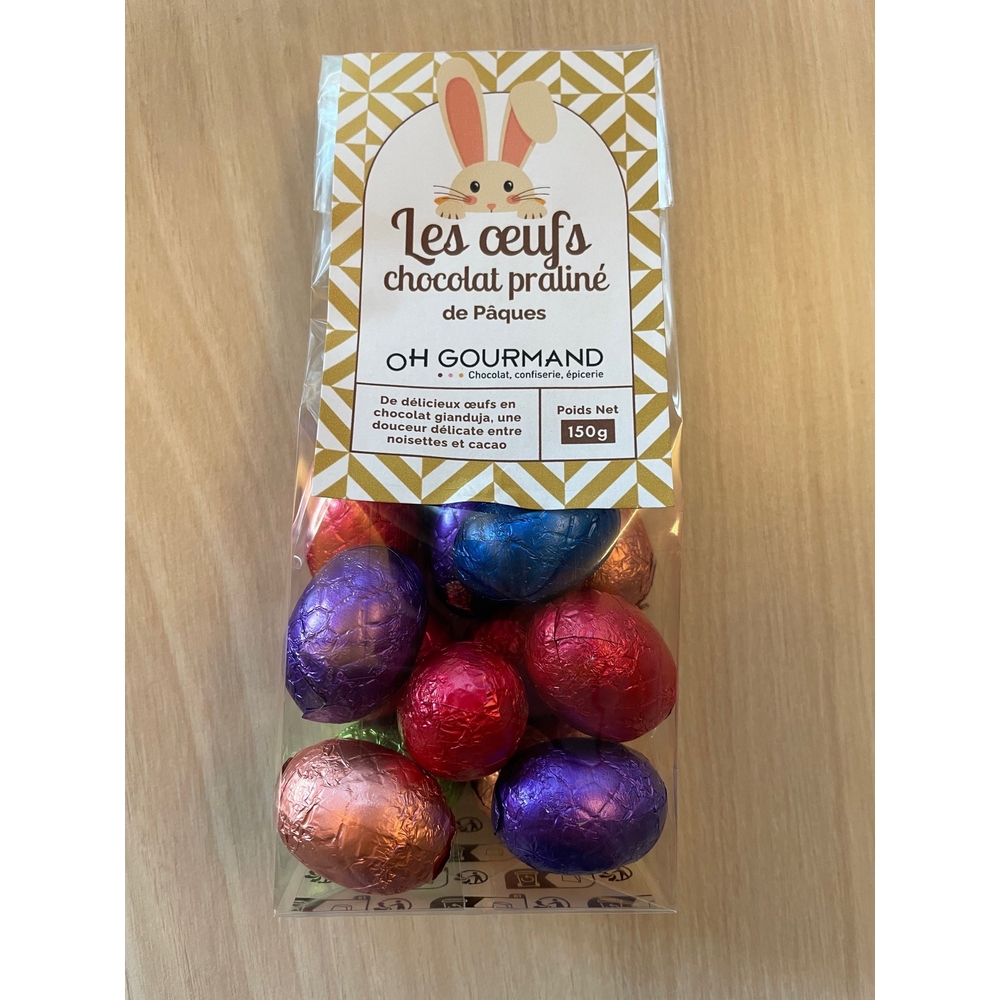 Les œufs
chocolat praliné
de Pâques
OH GOURMAND
Chocolat, confiserie, épicerie
De délicieux œufs en
chocolat gianduja, une
douceur délicate entre
noisettes et cacao
Poids Net
150g